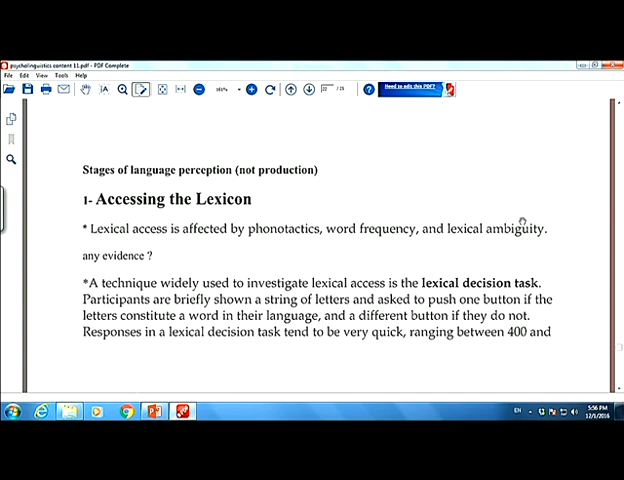 psycholinguistics content 11.pdf - PDF Complete
File Edit View Tools Help
161% 22 / 25 Need to edit this PDF?
Stages of language perception (not production)
1- Accessing the Lexicon
* Lexical access is affected by phonotactics, word frequency, and lexical ambiguity.
any evidence ?
*A technique widely used to investigate lexical access is the lexical decision task.
Participants are briefly shown a string of letters and asked to push one button if the
letters constitute a word in their language, and a different button if they do not.
Responses in a lexical decision task tend to be very quick, ranging between 400 and
EN 5:56 PM
12/1/2016